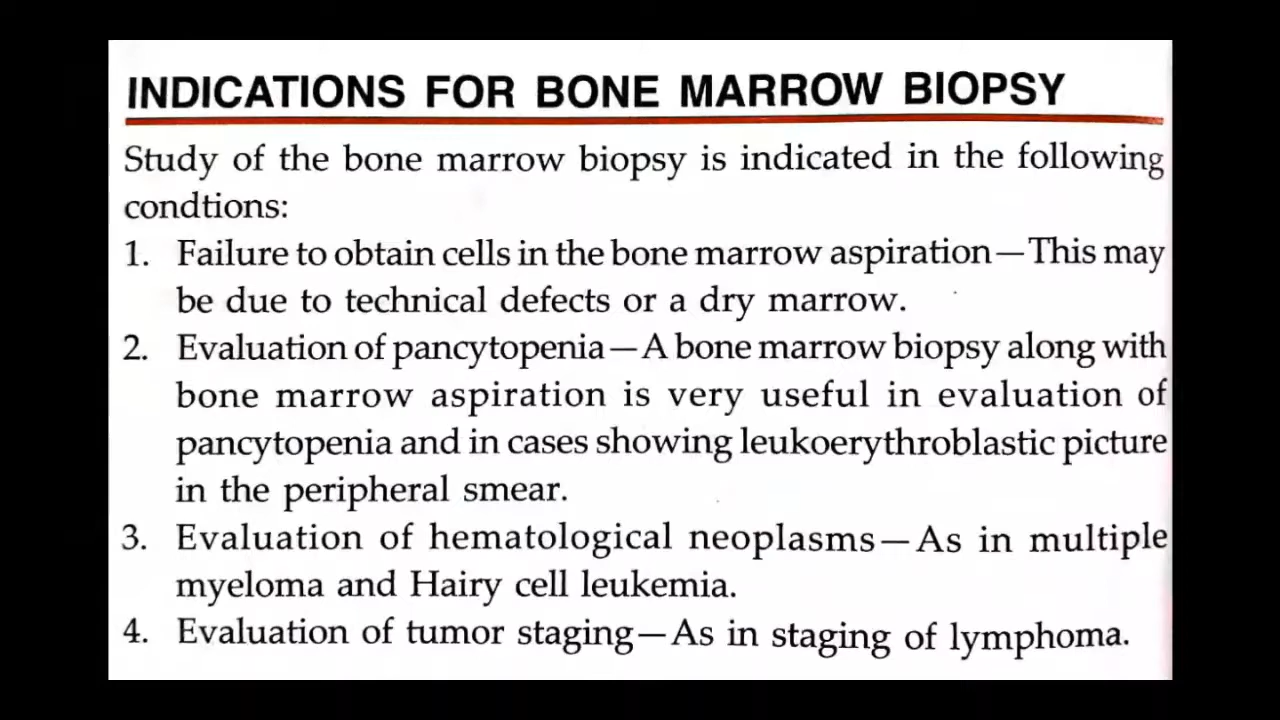 INDICATIONS FOR BONE MARROW BIOPSY
Study of the bone marrow biopsy is indicated in the following
condtions:
1. Failure to obtain cells in the bone marrow aspiration—This may
be due to technical defects or a dry marrow.
2. Evaluation of pancytopenia—A bone marrow biopsy along with
bone marrow aspiration is very useful in evaluation of
pancytopenia and in cases showing leukoerythroblastic picture
in the peripheral smear.
3. Evaluation of hematological neoplasms—As in multiple
myeloma and Hairy cell leukemia.
4. Evaluation of tumor staging—As in staging of lymphoma.